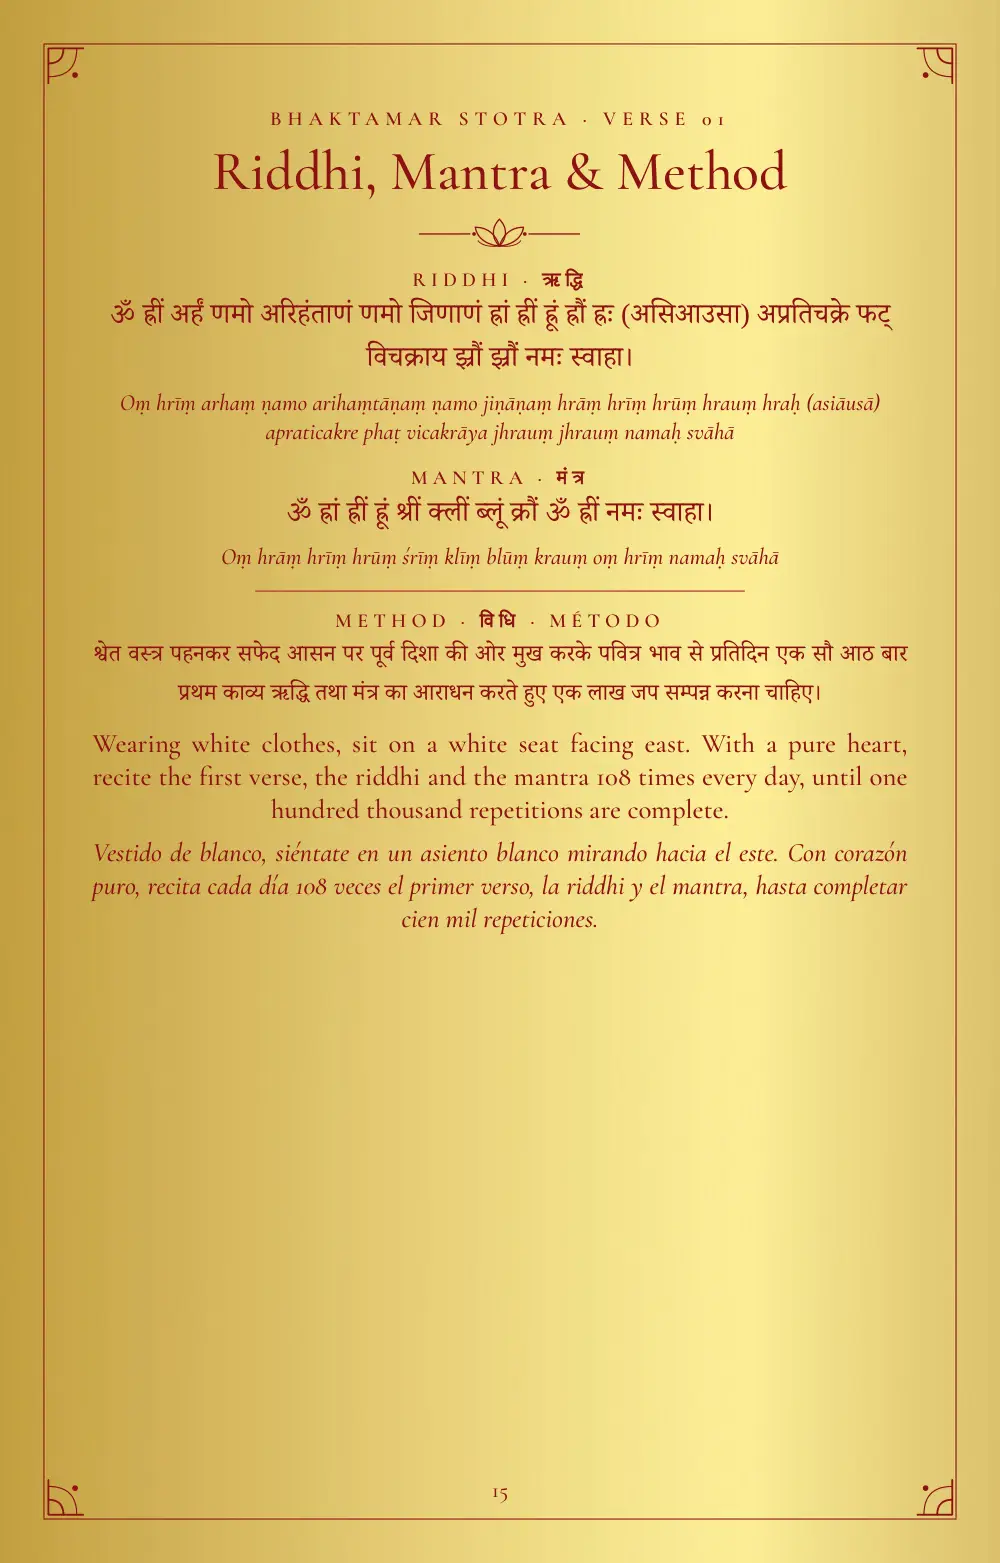 BHAKTAMAR STOTRA · VERSE 01
Riddhi, Mantra & Method
RIDDHI · ऋद्धि
ॐ ह्रीं अर्हं णमो अरिहंताणं णमो जिणाणं ह्रां ह्रीं ह्रूं ह्रौं ह्रः (असिआउसा) अप्रतिचक्रे फट्
विचक्राय झ्रौं झ्रौं नमः स्वाहा।
Oṃ hrīṃ arhaṃ ṇamo arihaṃtāṇaṃ ṇamo jiṇāṇaṃ hrāṃ hrīṃ hrūṃ hrauṃ hraḥ (asiāusā)
apraticakre phaṭ vicakrāya jhrauṃ jhrauṃ namaḥ svāhā
MANTRA · मंत्र
ॐ ह्रां ह्रीं ह्रूं श्रीं क्लीं ब्लूं क्रौं ॐ ह्रीं नमः स्वाहा।
Oṃ hrāṃ hrīṃ hrūṃ śrīṃ klīṃ blūṃ krauṃ oṃ hrīṃ namaḥ svāhā
METHOD · विधि · MÉTODO
श्वेत वस्त्र पहनकर सफेद आसन पर पूर्व दिशा की ओर मुख करके पवित्र भाव से प्रतिदिन एक सौ आठ बार
प्रथम काव्य ऋद्धि तथा मंत्र का आराधन करते हुए एक लाख जप सम्पन्न करना चाहिए।
Wearing white clothes, sit on a white seat facing east. With a pure heart,
recite the first verse, the riddhi and the mantra 108 times every day, until one
hundred thousand repetitions are complete.
Vestido de blanco, siéntate en un asiento blanco mirando hacia el este. Con corazón
puro, recita cada día 108 veces el primer verso, la riddhi y el mantra, hasta completar
cien mil repeticiones.
15